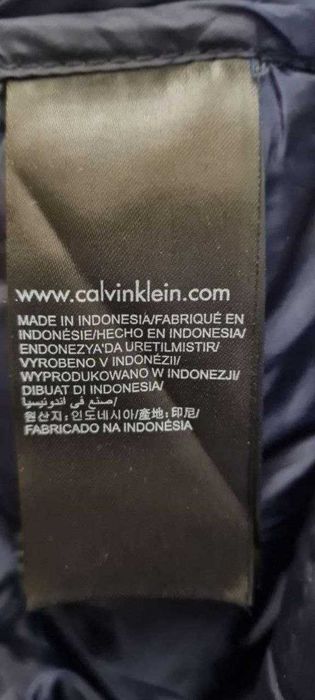 www.calvinklein.com
MADE IN INDONESIA/FABRIQUÉ EN
INDONÉSIE/HECHO EN INDONESIA/
ENDONEZYA'DA URETILMISTIR/
VYROBENO V INDONÉZII/
WYPRODUKOWANO W INDONEZJI/
DIBUAT DI INDONESIA/
صنع في اندونيسيا/
원산지: 인도네시아/產地: 印尼/
FABRICADO NA INDONÉSIA